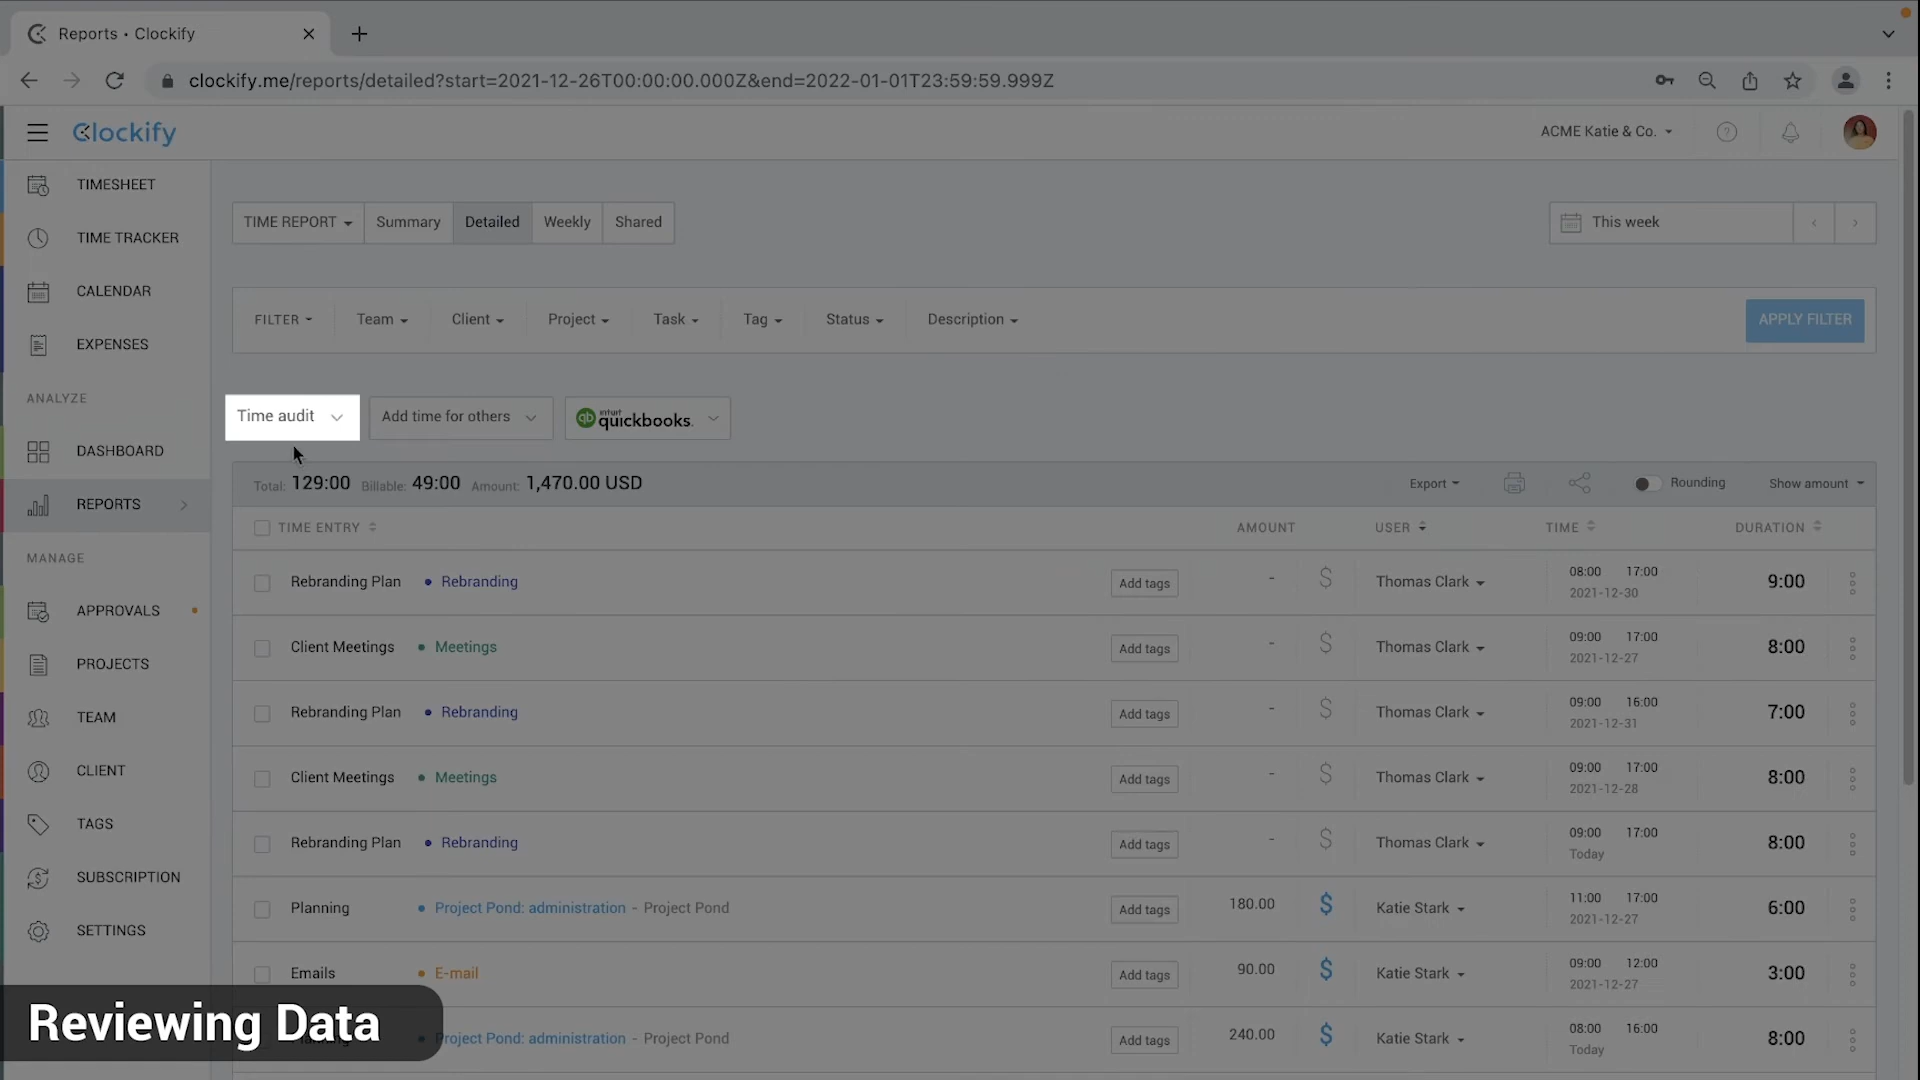 Reports • Clockify
clockify.me/reports/detailed?start=2021-12-26T00:00:00.000Z&end=2022-01-01T23:59:59.999Z
Clockify
ACME Katie & Co.
TIMESHEET
TIME TRACKER
CALENDAR
EXPENSES
ANALYZE
DASHBOARD
REPORTS
MANAGE
APPROVALS
PROJECTS
TEAM
CLIENT
TAGS
SUBSCRIPTION
SETTINGS
TIME REPORT Summary Detailed Weekly Shared
This week
FILTER Team Client Project Task Tag Status Description APPLY FILTER
Time audit Add time for others intuit quickbooks.
Total: 129:00 Billable: 49:00 Amount: 1,470.00 USD Export Rounding Show amount
TIME ENTRY AMOUNT USER TIME DURATION
Rebranding Plan • Rebranding Add tags - $ Thomas Clark 08:00 17:00 9:00
2021-12-30
Client Meetings • Meetings Add tags - $ Thomas Clark 09:00 17:00 8:00
2021-12-27
Rebranding Plan • Rebranding Add tags - $ Thomas Clark 09:00 16:00 7:00
2021-12-31
Client Meetings • Meetings Add tags - $ Thomas Clark 09:00 17:00 8:00
2021-12-28
Rebranding Plan • Rebranding Add tags - $ Thomas Clark 09:00 17:00 8:00
Today
Planning • Project Pond: administration - Project Pond Add tags 180.00 $ Katie Stark 11:00 17:00 6:00
2021-12-27
Emails • E-mail Add tags 90.00 $ Katie Stark 09:00 12:00 3:00
2021-12-27
Project Pond: administration - Project Pond Add tags 240.00 $ Katie Stark 08:00 16:00 8:00
Today
Reviewing Data